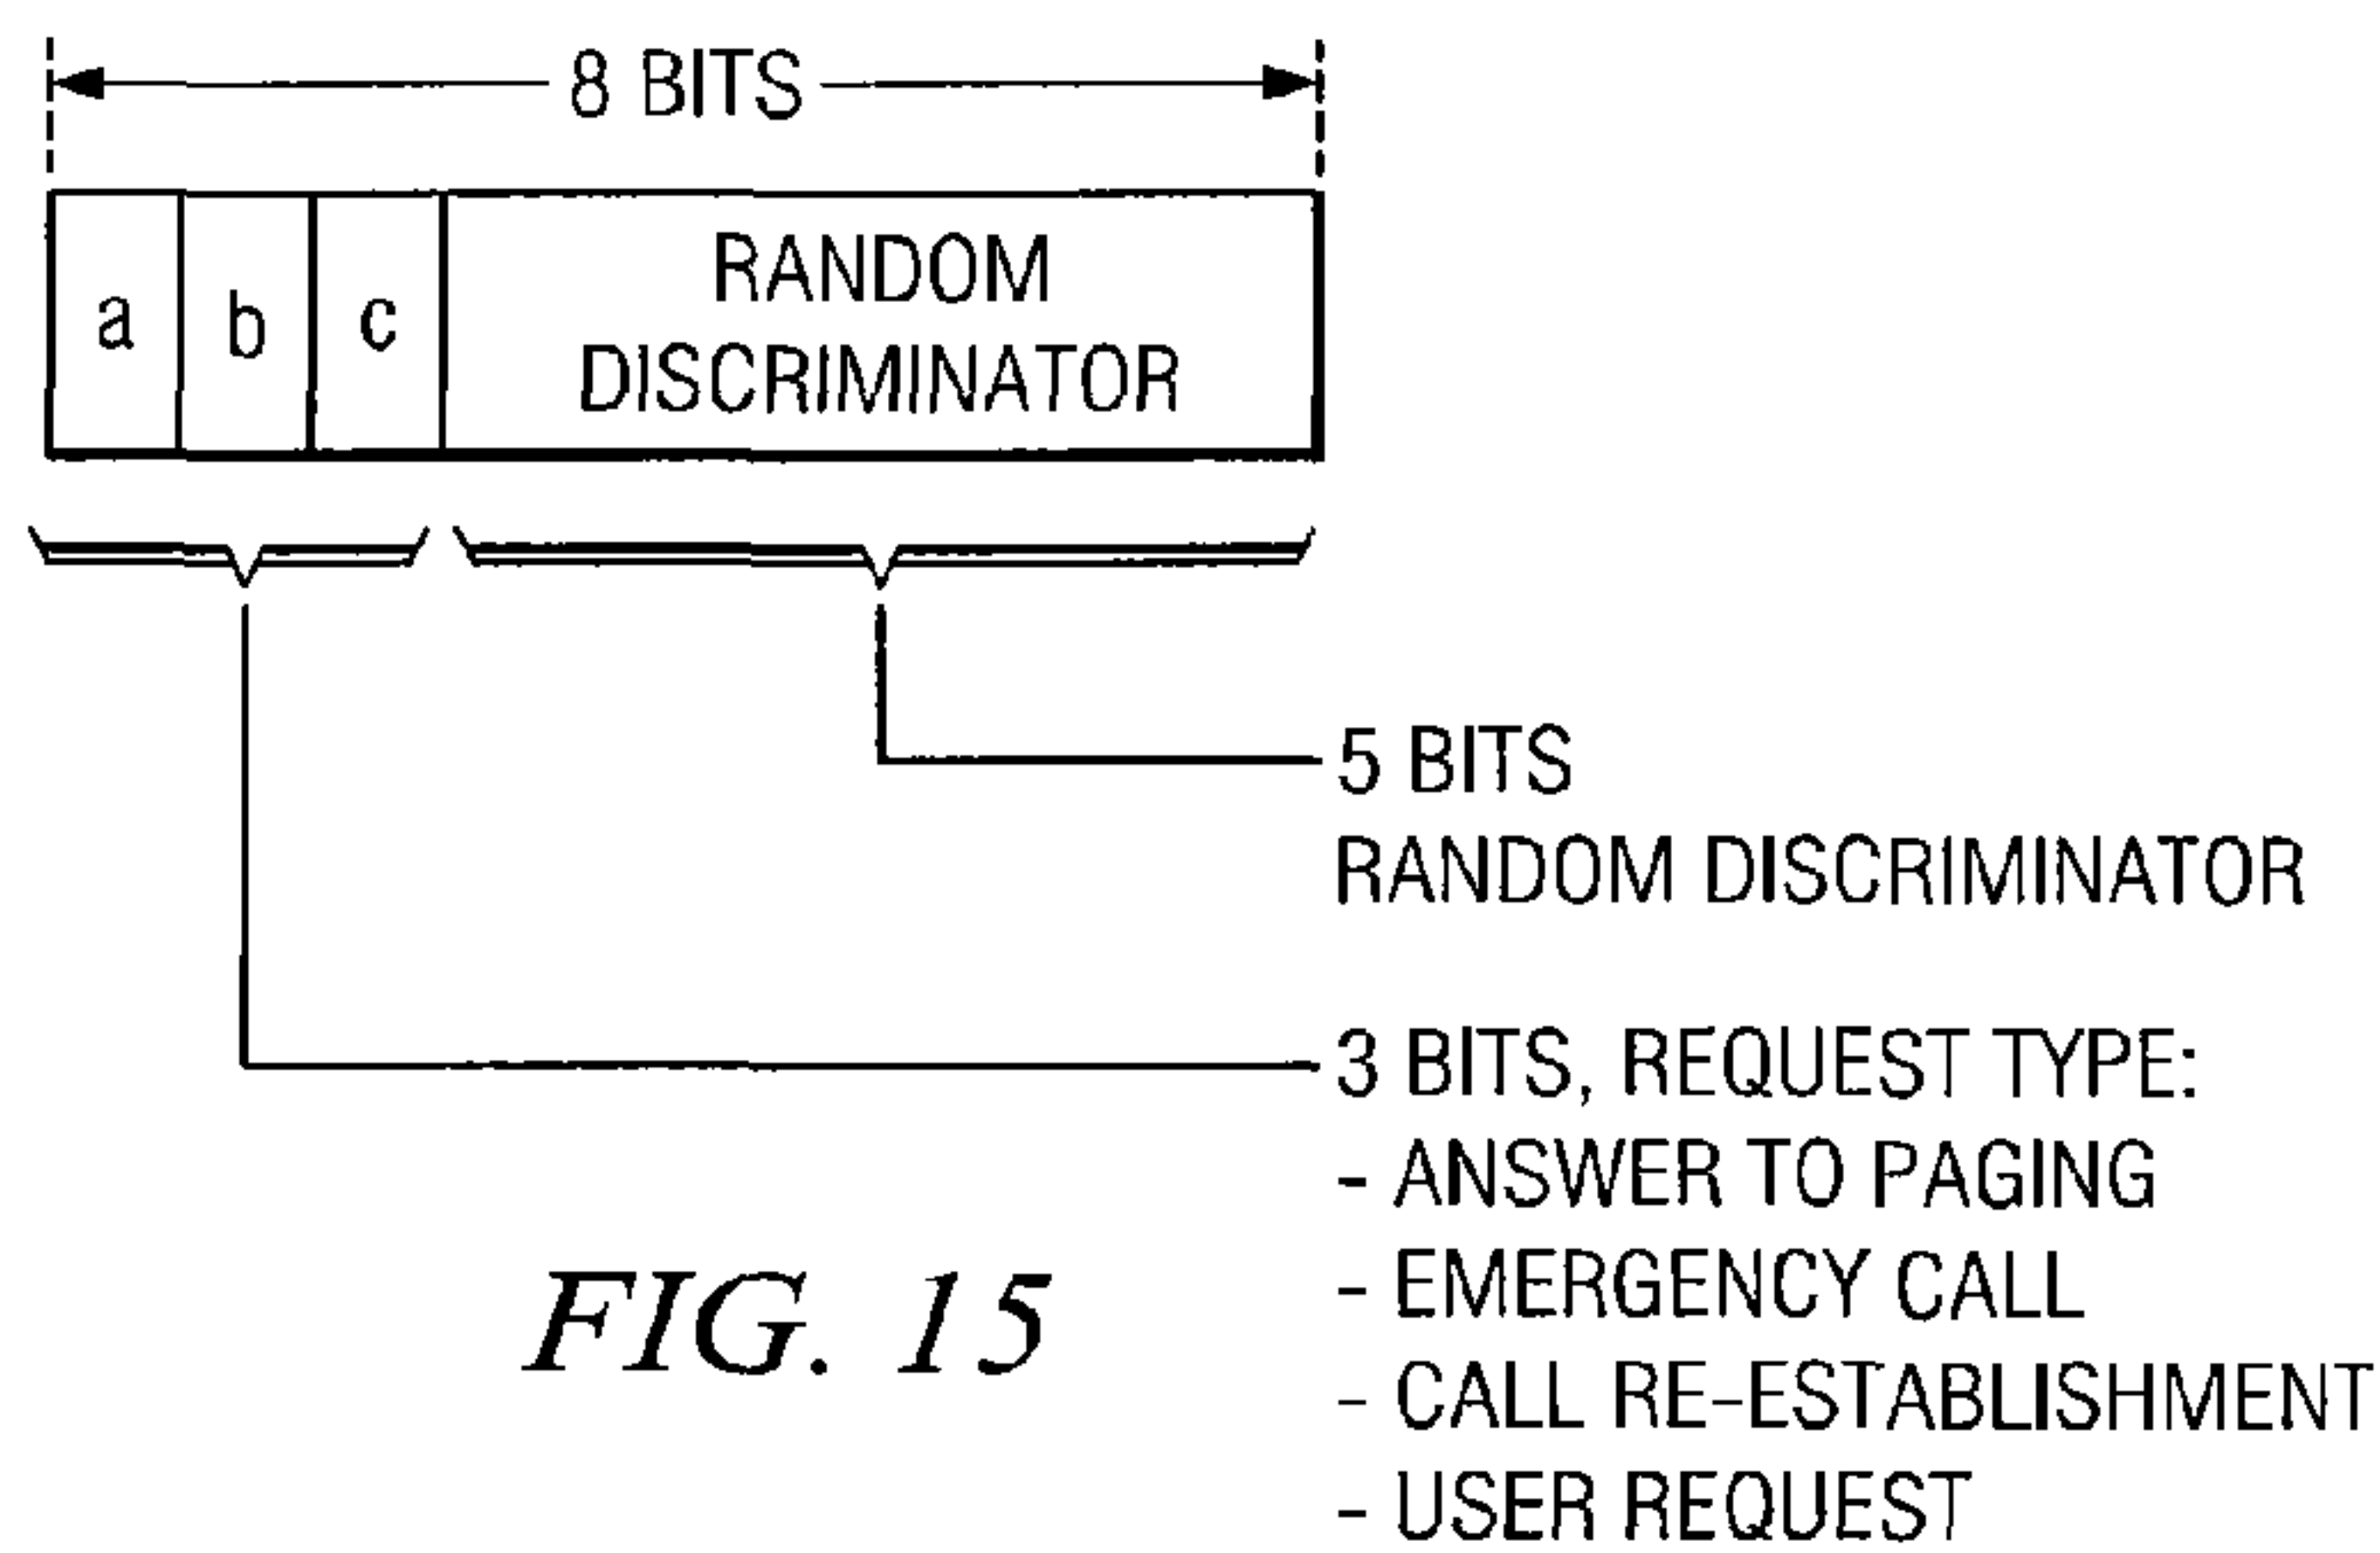 8 BITS
a b c
RANDOM
DISCRIMINATOR
5 BITS
RANDOM DISCRIMINATOR
3 BITS, REQUEST TYPE:
- ANSWER TO PAGING
- EMERGENCY CALL
- CALL RE-ESTABLISHMENT
- USER REQUEST
FIG. 15